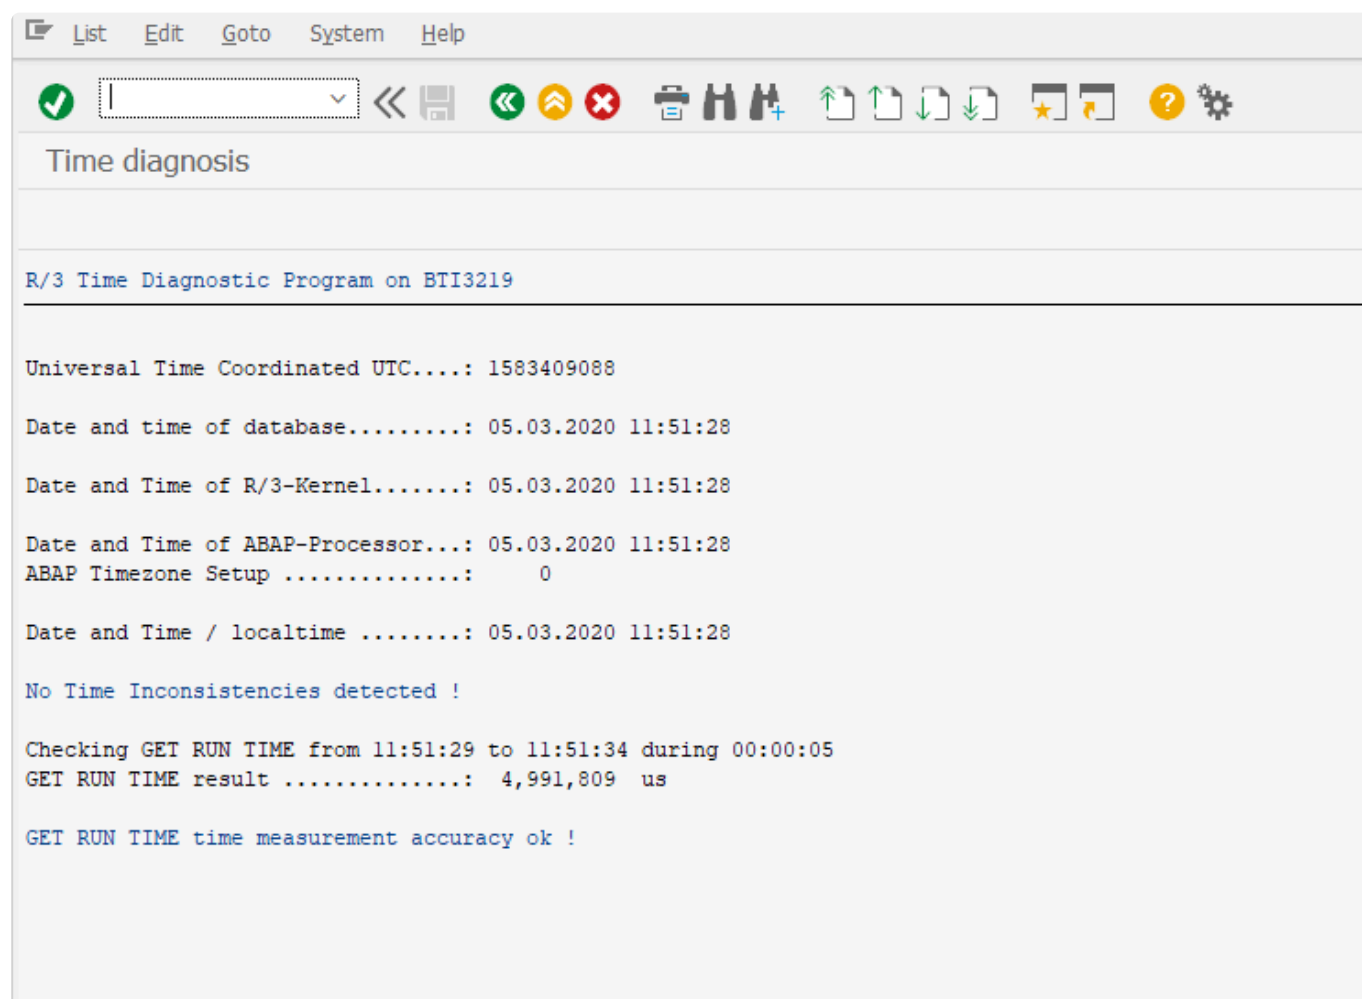 List Edit Goto System Help
Time diagnosis
R/3 Time Diagnostic Program on BTI3219
Universal Time Coordinated UTC....: 1583409088
Date and time of database.........: 05.03.2020 11:51:28
Date and Time of R/3-Kernel.......: 05.03.2020 11:51:28
Date and Time of ABAP-Processor...: 05.03.2020 11:51:28
ABAP Timezone Setup ..............: 0
Date and Time / localtime ........: 05.03.2020 11:51:28
No Time Inconsistencies detected !
Checking GET RUN TIME from 11:51:29 to 11:51:34 during 00:00:05
GET RUN TIME result ..............: 4,991,809 us
GET RUN TIME time measurement accuracy ok !